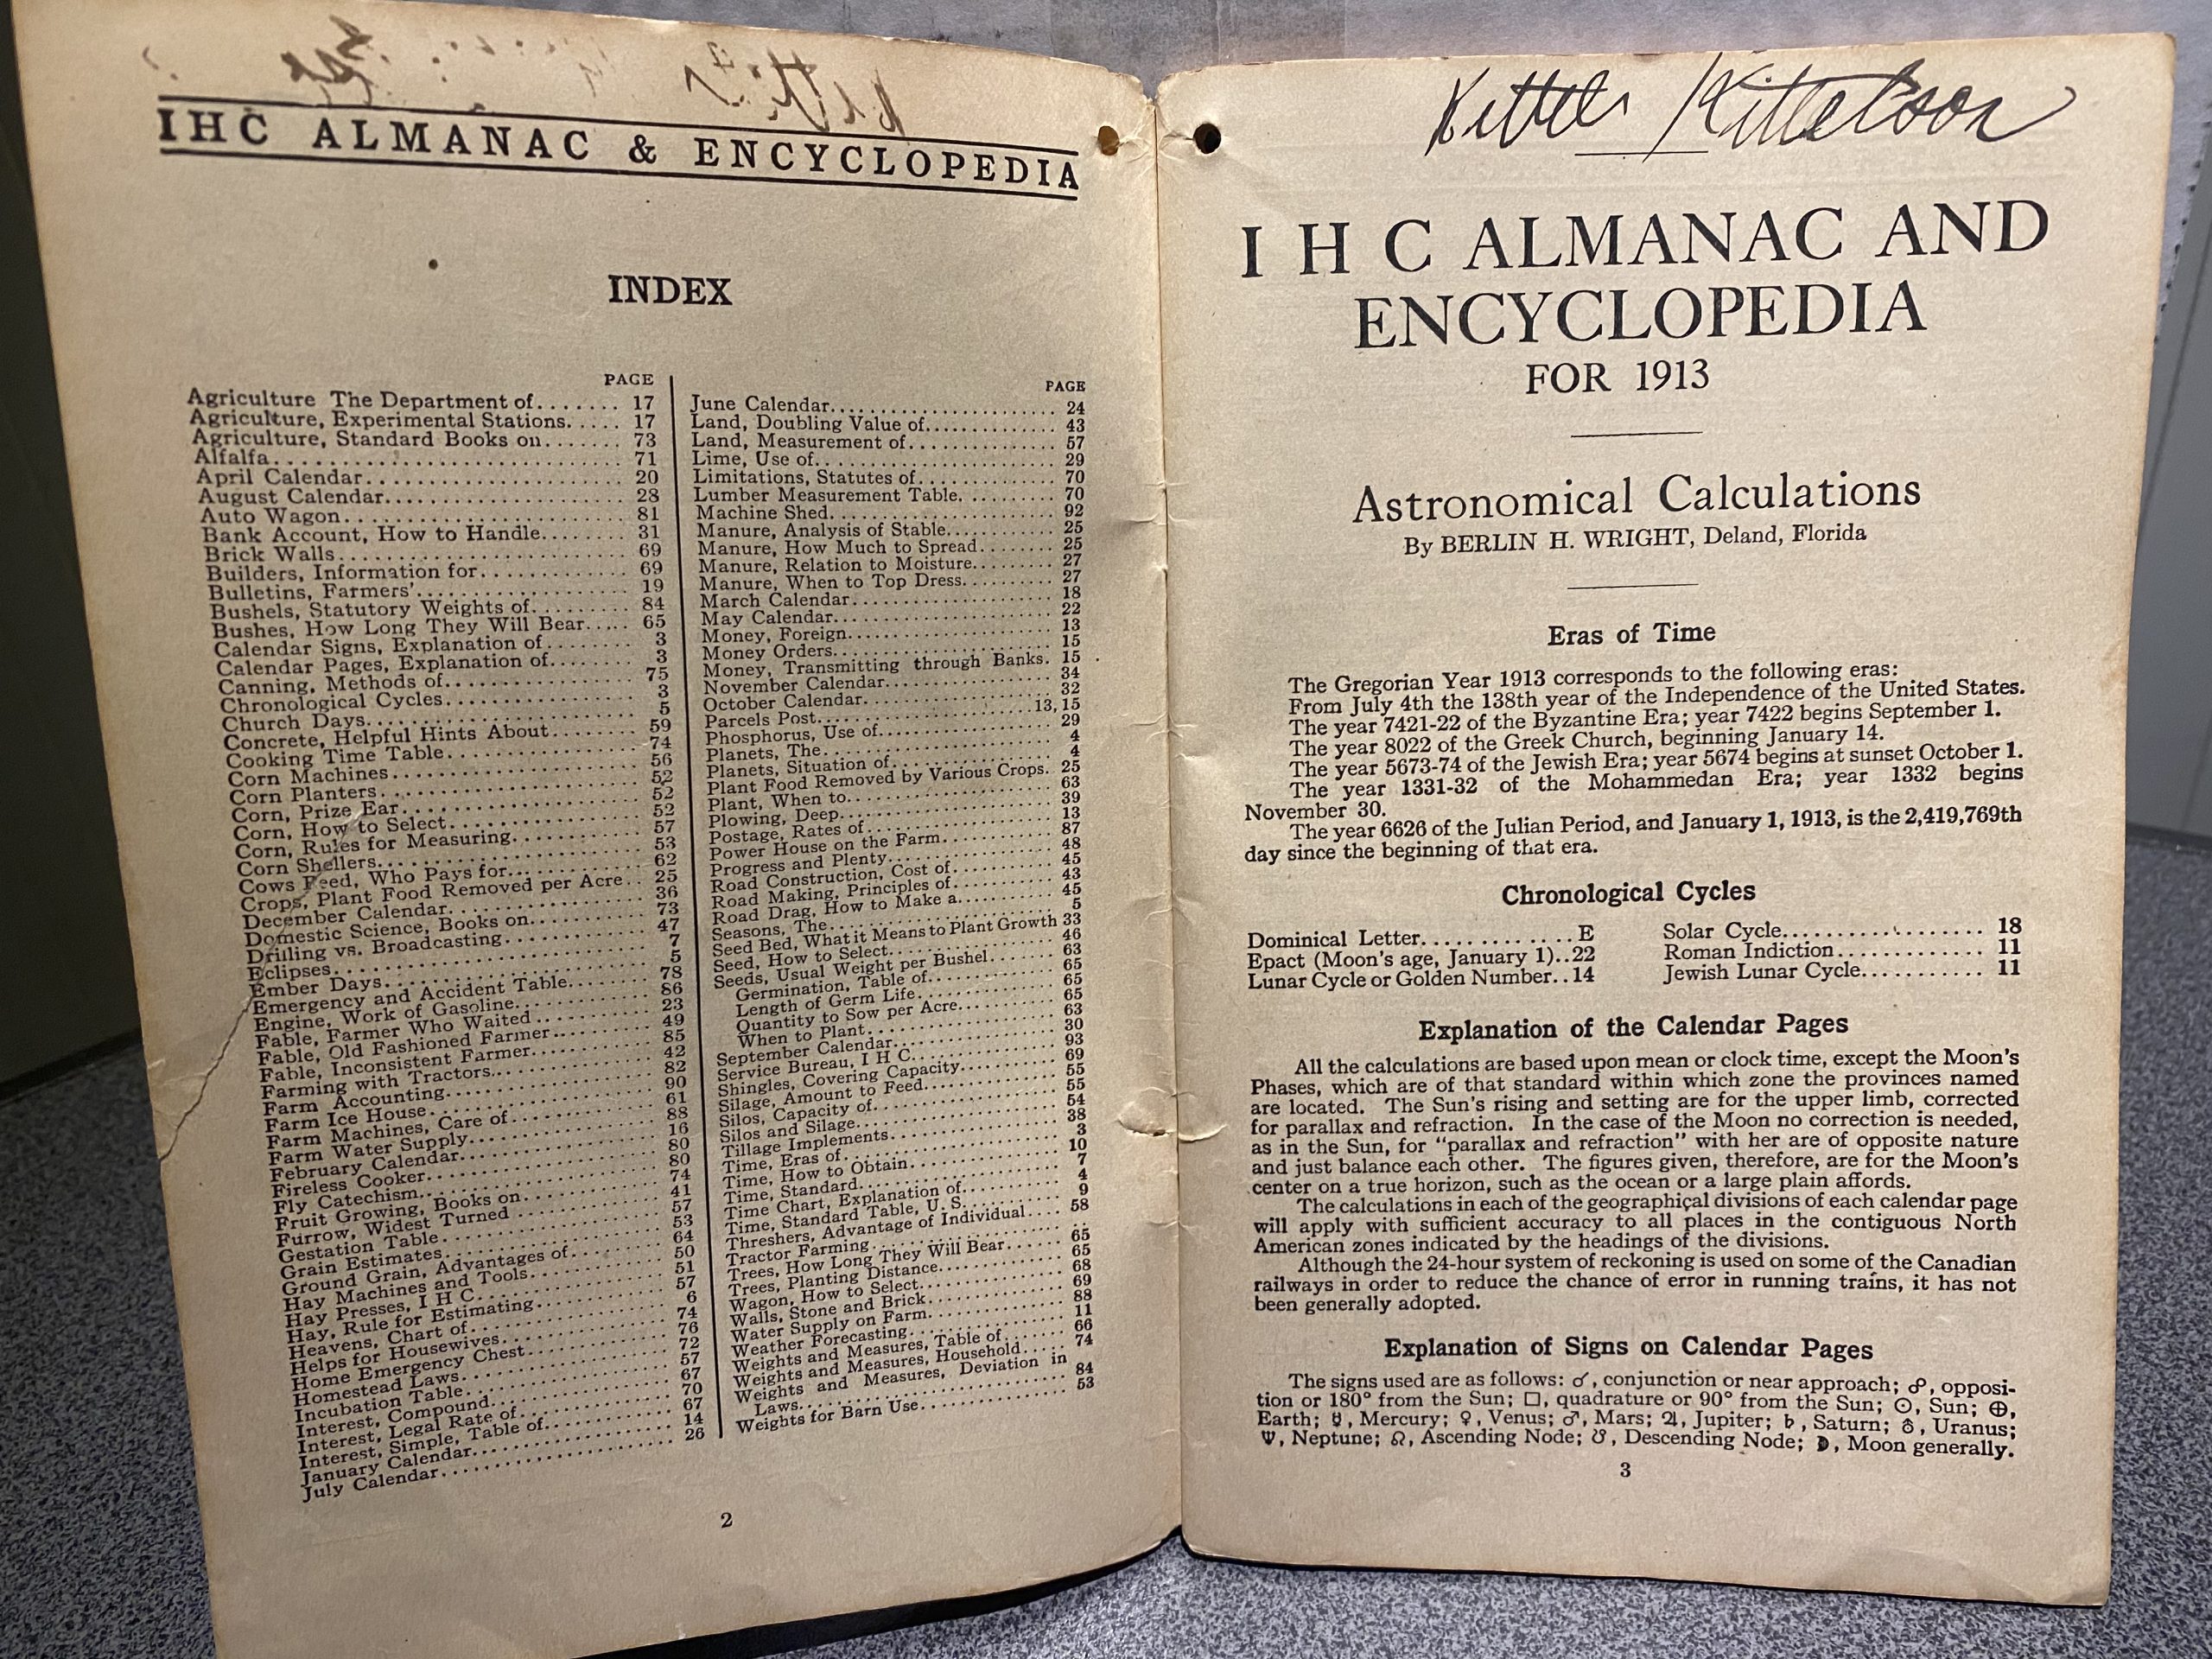 IHC ALMANAC & ENCYCLOPEDIA
INDEX
PAGE
Agriculture The Department of....... 17
Agriculture, Experimental Stations..... 17
Agriculture, Standard Books on....... 73
Alfalfa........ 71
April Calendar........ 20
August Calendar........ 28
Auto Wagon........ 81
Bank Account, How to Handle........ 31
Brick Walls........ 69
Builders, Information for........ 69
Bulletins, Farmers'........ 19
Bushels, Statutory Weights of........ 84
Bushes, How Long They Will Bear..... 65
Calendar Signs, Explanation of........ 3
Calendar Pages, Explanation of........ 3
Canning, Methods of........ 75
Chronological Cycles........ 3
Church Days........ 5
Concrete, Helpful Hints About........ 59
Cooking Time Table........ 74
Corn Machines........ 56
Corn Planters........ 52
Corn, Prize Ear........ 52
Corn, How to Select........ 52
Corn, Rules for Measuring........ 57
Corn Shellers........ 53
Cows Feed, Who Pays for........ 62
Crops, Plant Food Removed per Acre.. 25
December Calendar........ 36
Domestic Science, Books on........ 73
Drilling vs. Broadcasting........ 47
Eclipses........ 7
Ember Days........ 5
Emergency and Accident Table........ 78
Engine, Work of Gasoline........ 86
Fable, Farmer Who Waited........ 23
Fable, Old Fashioned Farmer........ 49
Fable, Inconsistent Farmer........ 85
Farming with Tractors........ 42
Farm Accounting........ 82
Farm Ice House........ 90
Farm Machines, Care of........ 61
Farm Water Supply........ 88
February Calendar........ 16
Fireless Cooker........ 80
Fly Catechism........ 80
Fruit Growing, Books on........ 74
Furrow, Widest Turned........ 41
Gestation Table........ 57
Grain Estimates........ 53
Ground Grain, Advantages of........ 64
Hay Machines and Tools........ 50
Hay Presses, I H C........ 51
Hay, Rule for Estimating........ 57
Heavens, Chart of........ 6
Helps for Housewives........ 74
Home Emergency Chest........ 76
Homestead Laws........ 72
Incubation Table........ 57
Interest, Compound........ 67
Interest, Legal Rate of........ 70
Interest, Simple, Table of........ 67
January Calendar........ 14
July Calendar........ 26
PAGE
June Calendar........ 24
Land, Doubling Value of........ 43
Land, Measurement of........ 57
Lime, Use of........ 29
Limitations, Statutes of........ 70
Lumber Measurement Table........ 70
Machine Shed........ 92
Manure, Analysis of Stable........ 25
Manure, How Much to Spread........ 25
Manure, Relation to Moisture........ 27
Manure, When to Top Dress........ 27
March Calendar........ 18
May Calendar........ 22
Money, Foreign........ 13
Money Orders........ 15
Money, Transmitting through Banks. 15
November Calendar........ 34
October Calendar........ 32
Parcels Post........ 13,15
Phosphorus, Use of........ 29
Planets, The........ 4
Planets, Situation of........ 4
Plant Food Removed by Various Crops.. 25
Plant, When to........ 63
Plowing, Deep........ 39
Postage, Rates of........ 13
Power House on the Farm........ 87
Progress and Plenty........ 48
Road Construction, Cost of........ 45
Road Making, Principles of........ 43
Road Drag, How to Make a........ 45
Seasons, The........ 5
Seed Bed, What it Means to Plant Growth 33
Seed, How to Select........ 46
Seeds, Usual Weight per Bushel........ 63
Germination, Table of........ 65
Length of Germ Life........ 65
Quantity to Sow per Acre........ 65
When to Plant........ 63
September Calendar........ 30
Service Bureau, I H C........ 93
Shingles, Covering Capacity........ 69
Silage, Amount to Feed........ 55
Silos, Capacity of........ 55
Silos and Silage........ 54
Tillage Implements........ 38
Time, Eras of........ 3
Time, How to Obtain........ 10
Time, Standard........ 7
Time Chart, Explanation of........ 4
Time, Standard Table, U. S........ 9
Threshers, Advantage of Individual.... 58
Tractor Farming........ ..
Trees, How Long They Will Bear...... 65
Trees, Planting Distance........ 65
Wagon, How to Select........ 68
Walls, Stone and Brick........ 69
Water Supply on Farm........ 88
Weather Forecasting........ 11
Weights and Measures, Table of........ 66
Weights and Measures, Household...... 74
Weights and Measures, Deviation in
Laws........ 84
Weights for Barn Use........ 53
2
Kittel Kittelson
I H C ALMANAC AND
ENCYCLOPEDIA
FOR 1913
Astronomical Calculations
By BERLIN H. WRIGHT, Deland, Florida
Eras of Time
The Gregorian Year 1913 corresponds to the following eras:
From July 4th the 138th year of the Independence of the United States.
The year 7421-22 of the Byzantine Era; year 7422 begins September 1.
The year 8022 of the Greek Church, beginning January 14.
The year 5673-74 of the Jewish Era; year 5674 begins at sunset October 1.
The year 1331-32 of the Mohammedan Era; year 1332 begins
November 30.
The year 6626 of the Julian Period, and January 1, 1913, is the 2,419,769th
day since the beginning of that era.
Chronological Cycles
Dominical Letter............ E
Epact (Moon's age, January 1)..22
Lunar Cycle or Golden Number..14
Solar Cycle................ 18
Roman Indiction............ 11
Jewish Lunar Cycle.......... 11
Explanation of the Calendar Pages
All the calculations are based upon mean or clock time, except the Moon's
Phases, which are of that standard within which zone the provinces named
are located. The Sun's rising and setting are for the upper limb, corrected
for parallax and refraction. In the case of the Moon no correction is needed,
as in the Sun, for "parallax and refraction" with her are of opposite nature
and just balance each other. The figures given, therefore, are for the Moon's
center on a true horizon, such as the ocean or a large plain affords.
The calculations in each of the geographical divisions of each calendar page
will apply with sufficient accuracy to all places in the contiguous North
American zones indicated by the headings of the divisions.
Although the 24-hour system of reckoning is used on some of the Canadian
railways in order to reduce the chance of error in running trains, it has not
been generally adopted.
Explanation of Signs on Calendar Pages
The signs used are as follows: ☌, conjunction or near approach; ☍, opposi-
tion or 180° from the Sun; □, quadrature or 90° from the Sun; ☉, Sun; ⊕,
Earth; ☿, Mercury; ♀, Venus; ♂, Mars; ♃, Jupiter; ♄, Saturn; ♅, Uranus;
♆, Neptune; ☊, Ascending Node; ☋, Descending Node; ☽, Moon generally.
3